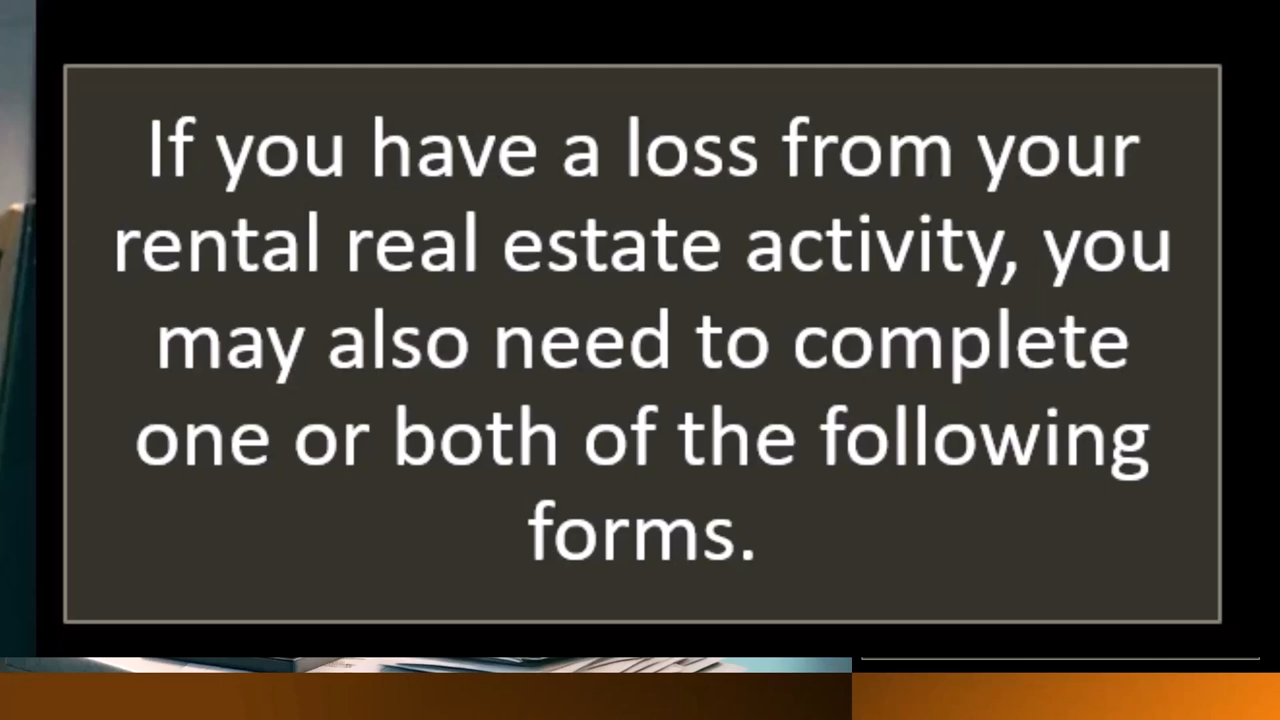 If you have a loss from your
rental real estate activity, you
may also need to complete
one or both of the following
forms.